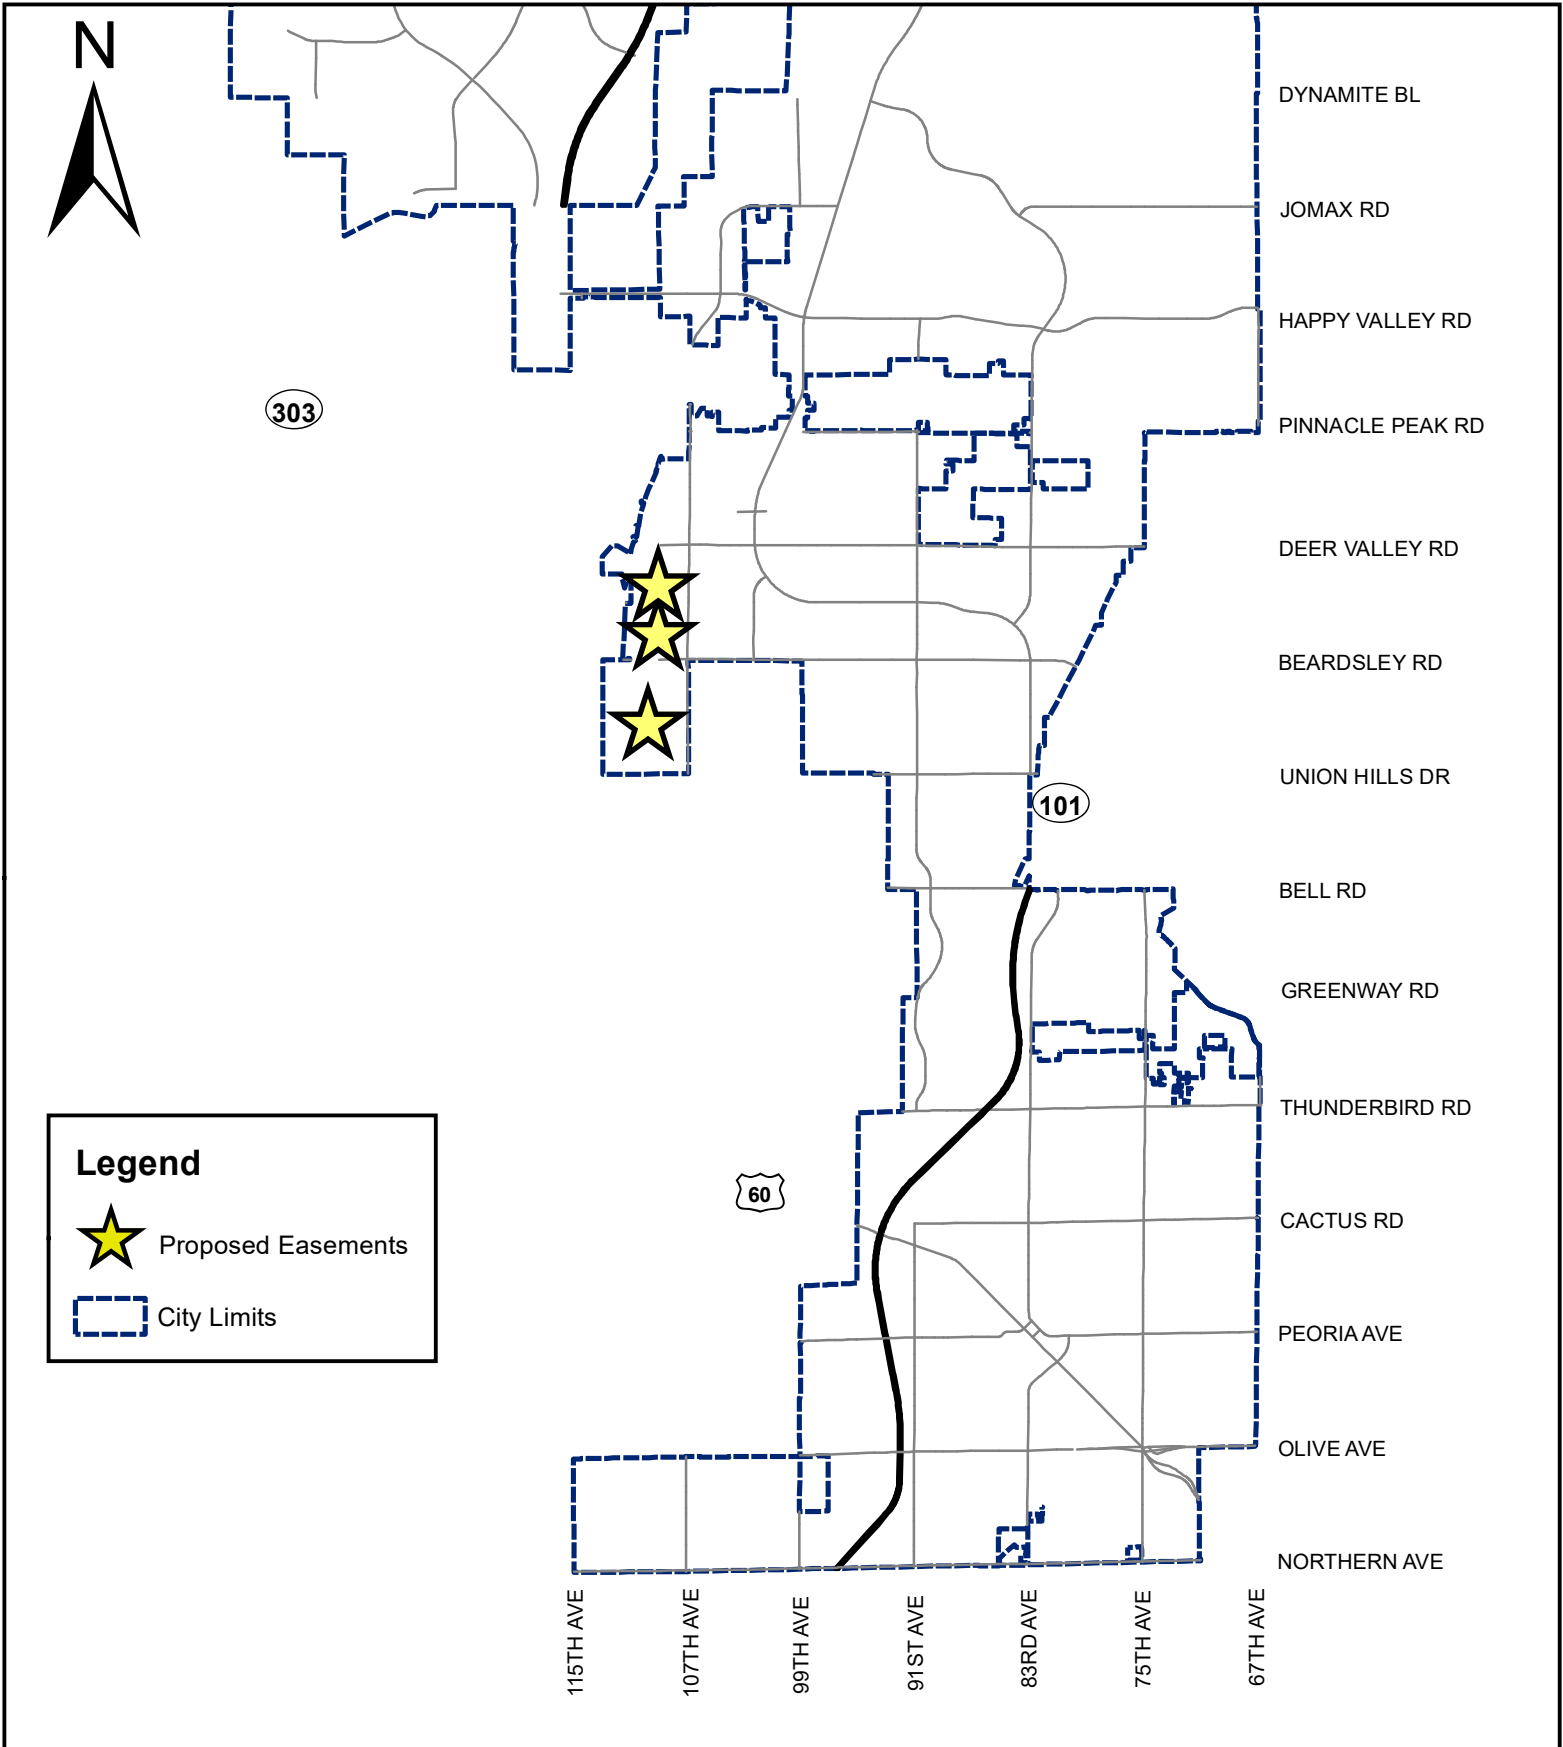 N
DYNAMITE BL
JOMAX RD
HAPPY VALLEY RD
303
PINNACLE PEAK RD
DEER VALLEY RD
BEARDSLEY RD
UNION HILLS DR
101
BELL RD
GREENWAY RD
THUNDERBIRD RD
Legend
60
CACTUS RD
Proposed Easements
City Limits
PEORIA AVE
OLIVE AVE
NORTHERN AVE
115TH AVE
107TH AVE
99TH AVE
91ST AVE
83RD AVE
75TH AVE
67TH AVE